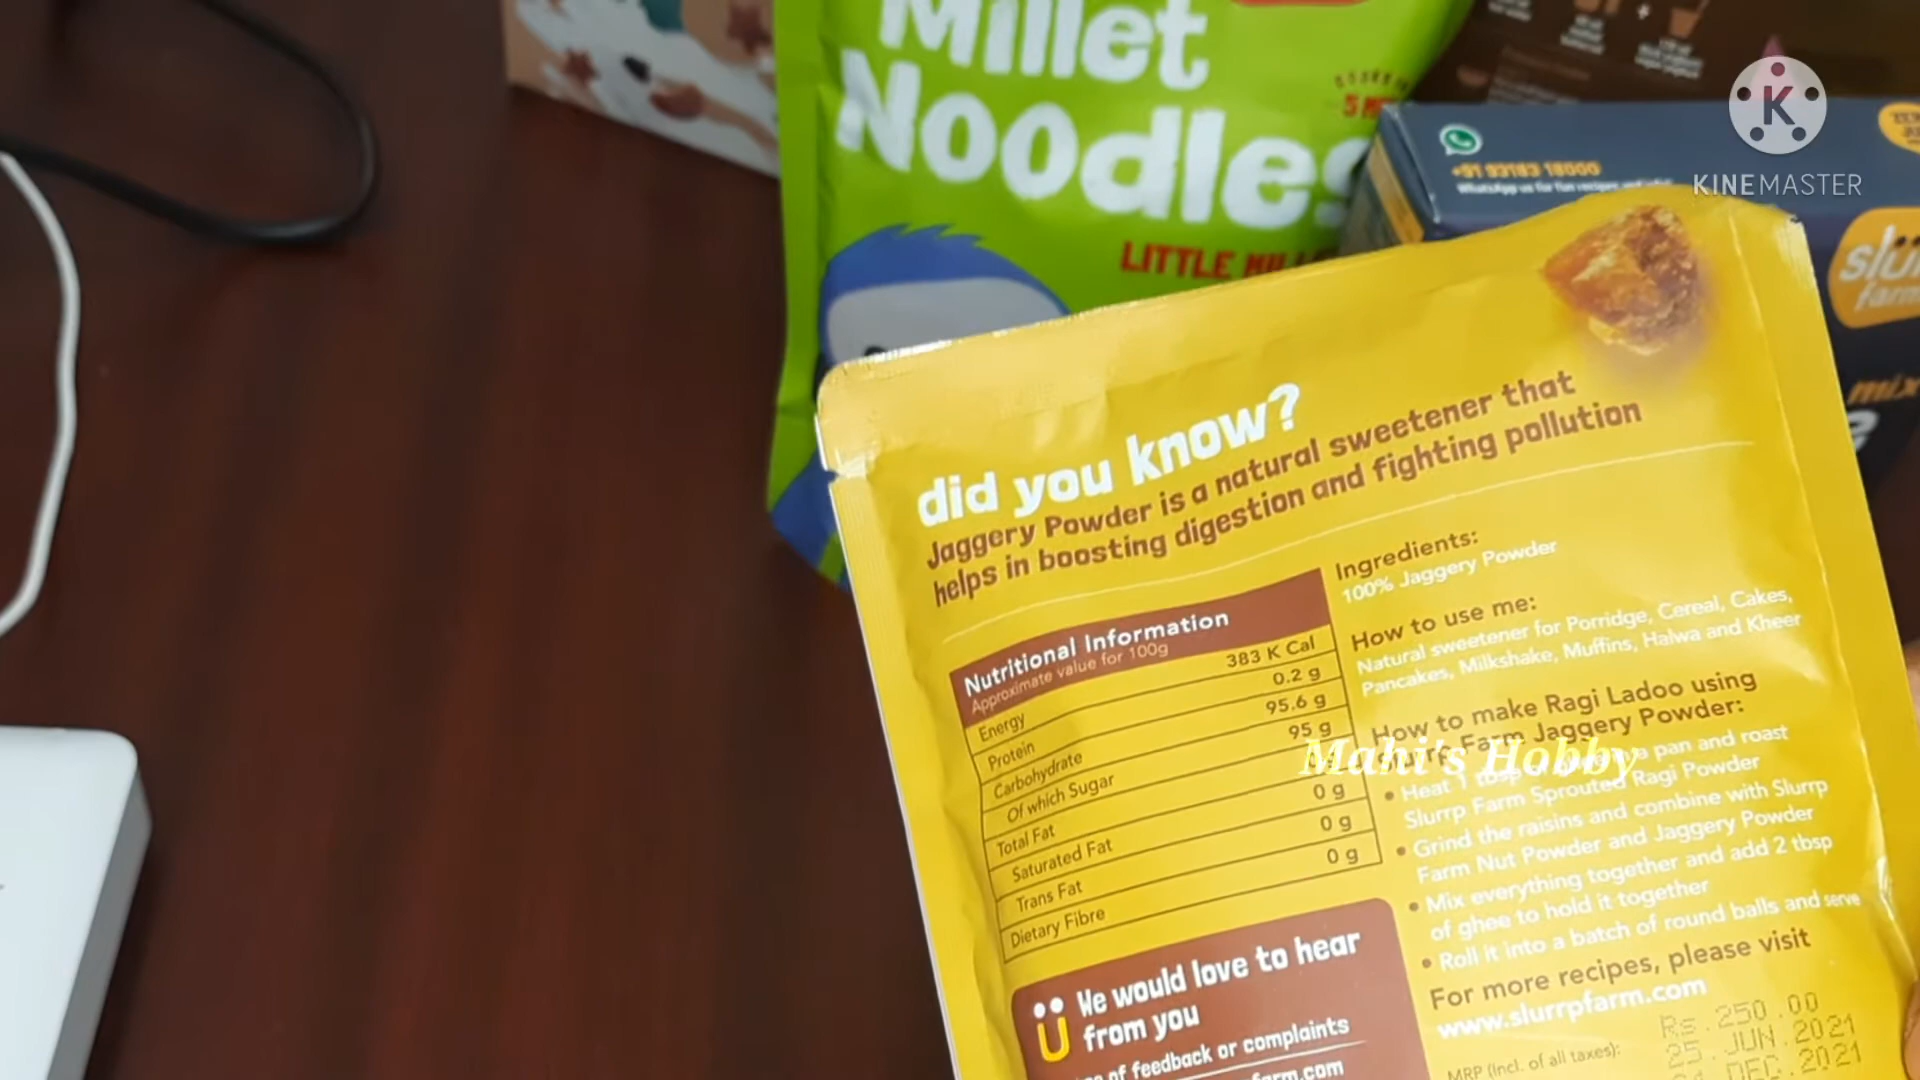 Millet
Noodles
LITTLE
5
+91 93183 18000
WhatsApp us for fun recipes and
K
KINEMASTER
mix
did you know?
Jaggery Powder is a natural sweetener that
helps in boosting digestion and fighting pollution
Nutritional Information
Approximate value for 100g
Energy 383 K Cal
Protein 0.2 g
Carbohydrate 95.6 g
Of which Sugar 95 g
Total Fat
Saturated Fat 0 g
Trans Fat 0 g
Dietary Fibre 0 g
We would love to hear
from you
of feedback or complaints
Ingredients:
100% Jaggery Powder
How to use me:
Natural sweetener for Porridge, Cereal, Cakes,
Pancakes, Milkshake, Muffins, Halwa and Kheer
How to make Ragi Ladoo using
Slurrp Farm Jaggery Powder:
Mahi's Hobby
• Heat 1 tbsp a pan and roast
Slurrp Farm Sprouted Ragi Powder
• Grind the raisins and combine with Slurrp
Farm Nut Powder and Jaggery Powder
• Mix everything together and add 2 tbsp
of ghee to hold it together
• Roll it into a batch of round balls and serve
For more recipes, please visit
www.slurrpfarm.com
MRP (Incl. of all taxes): Rs.250.00
25.JUN.2021
DEC.2021